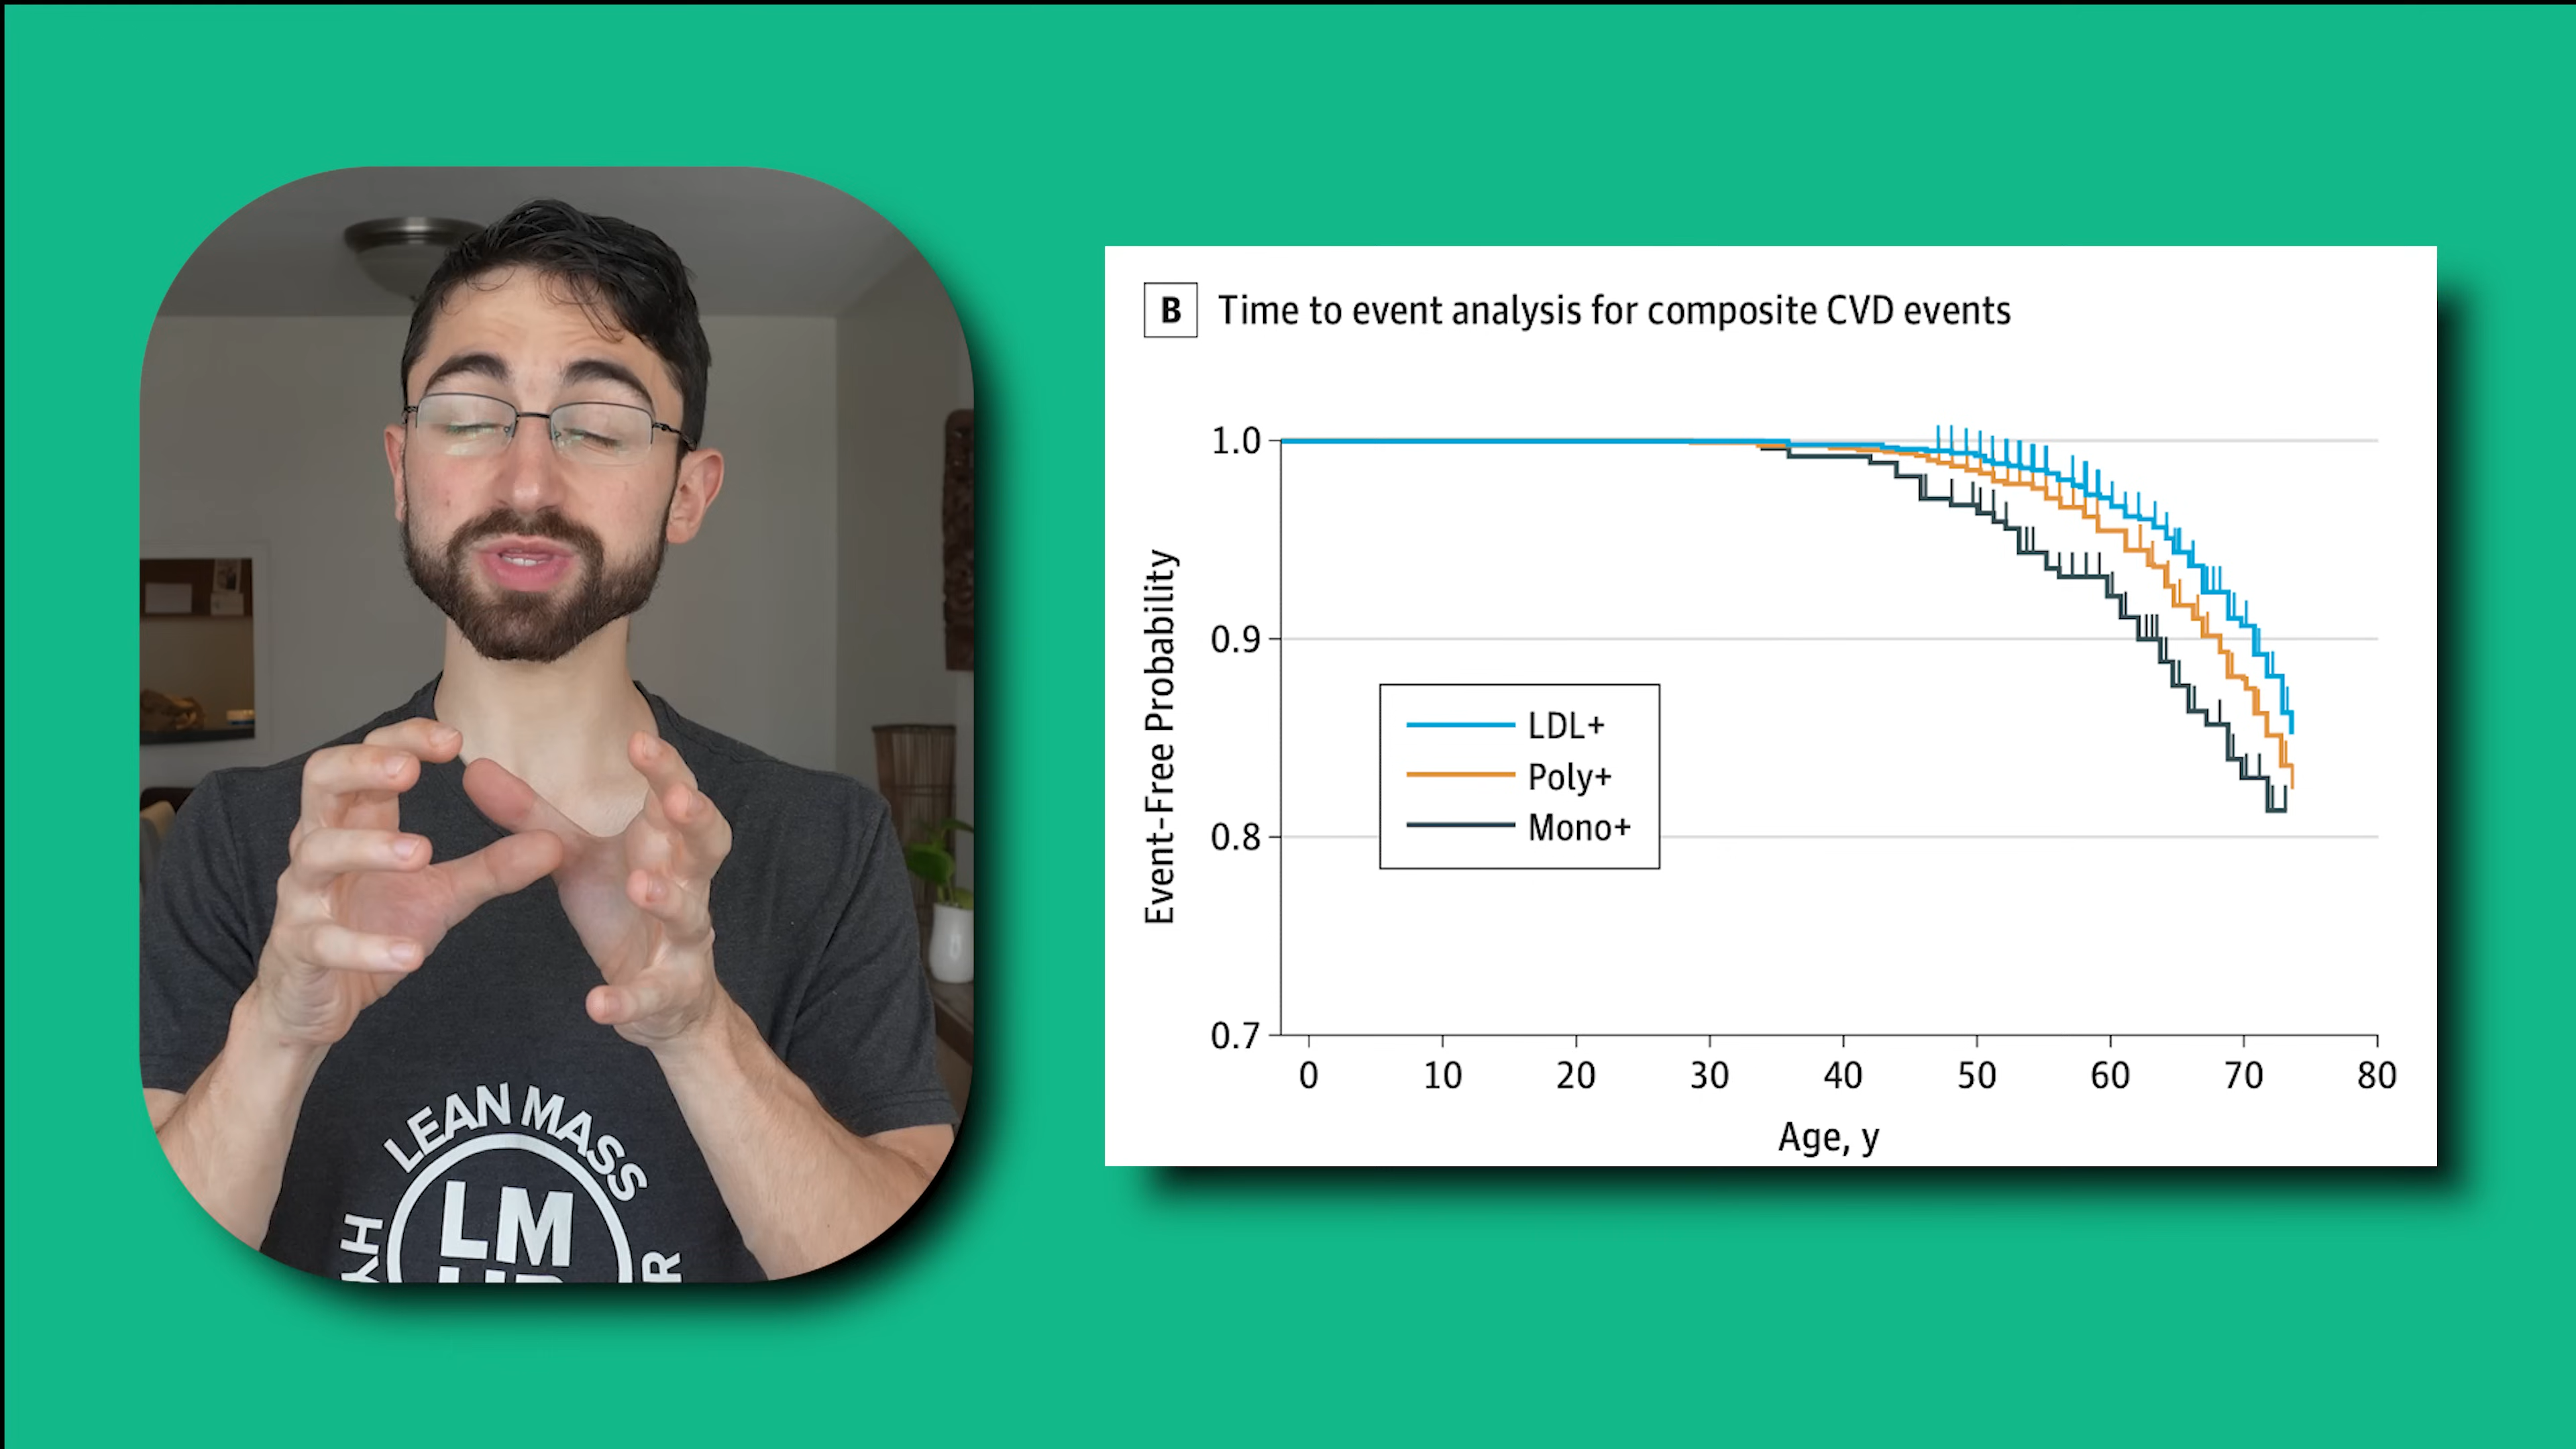 B Time to event analysis for composite CVD events
1.0
0.9
0.8
0.7
Event-Free Probability
LDL+
Poly+
Mono+
0 10 20 30 40 50 60 70 80
Age, y
LEAN MASS
LM